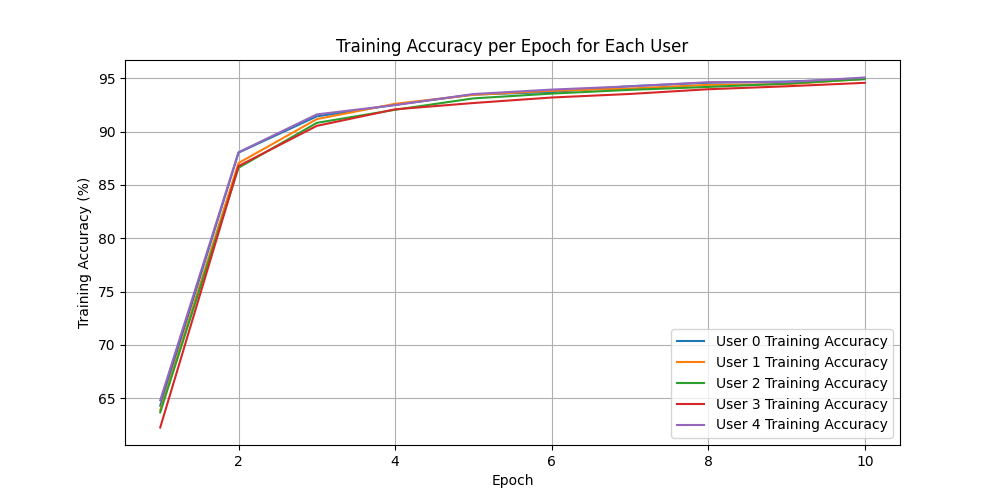 Training Accuracy per Epoch for Each User
Training Accuracy (%)
95
90
85
80
75
70
65
2 4 6 8 10
Epoch
User 0 Training Accuracy
User 1 Training Accuracy
User 2 Training Accuracy
User 3 Training Accuracy
User 4 Training Accuracy